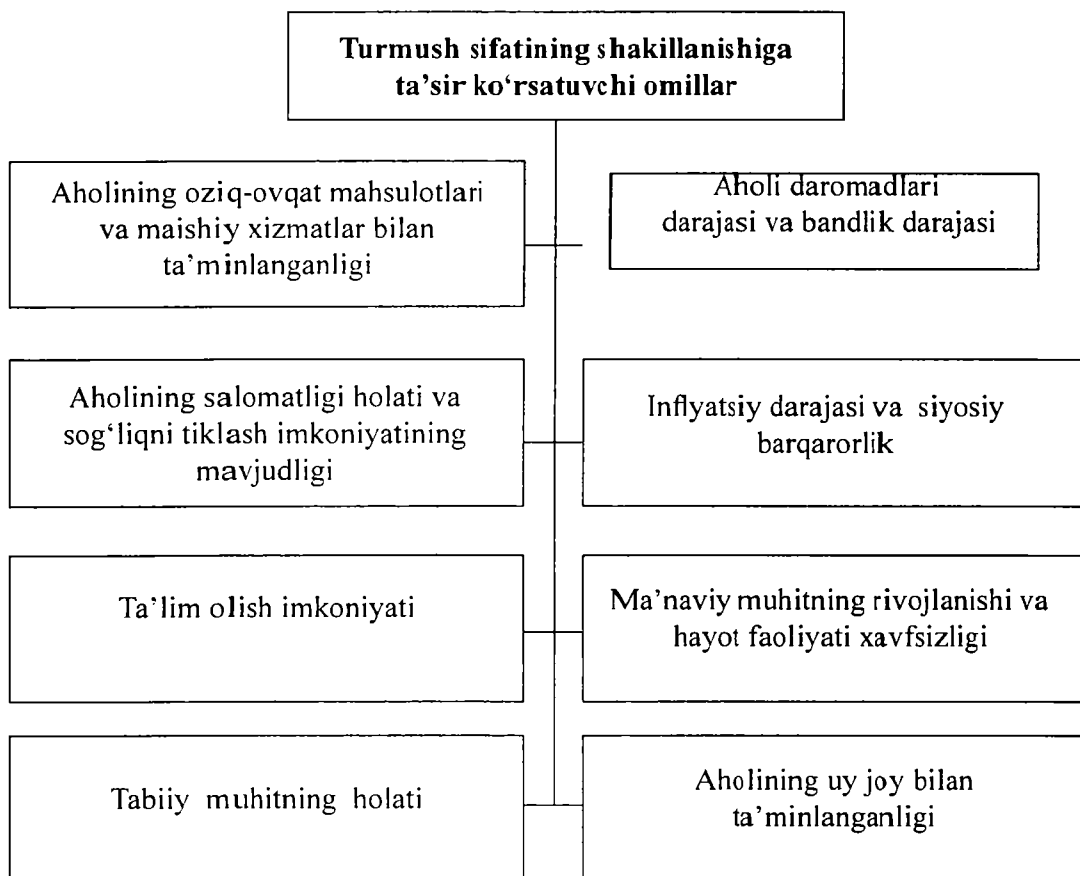 Turmush sifatining shakillanishiga
ta’sir ko‘rsatuvchi omillar
Aholining oziq-ovqat mahsulotlari
va maishiy xizmatlar bilan
ta’minlanganligi
Aholi daromadlari
darajasi va bandlik darajasi
Aholining salomatligi holati va
sog‘liqni tiklash imkoniyatining
mavjudligi
Inflyatsiy darajasi va siyosiy
barqarorlik
Ta’lim olish imkoniyati
Ma’naviy muhitning rivojlanishi va
hayot faoliyati xavfsizligi
Tabiiy muhitning holati
Aholining uy joy bilan
ta’minlanganligi